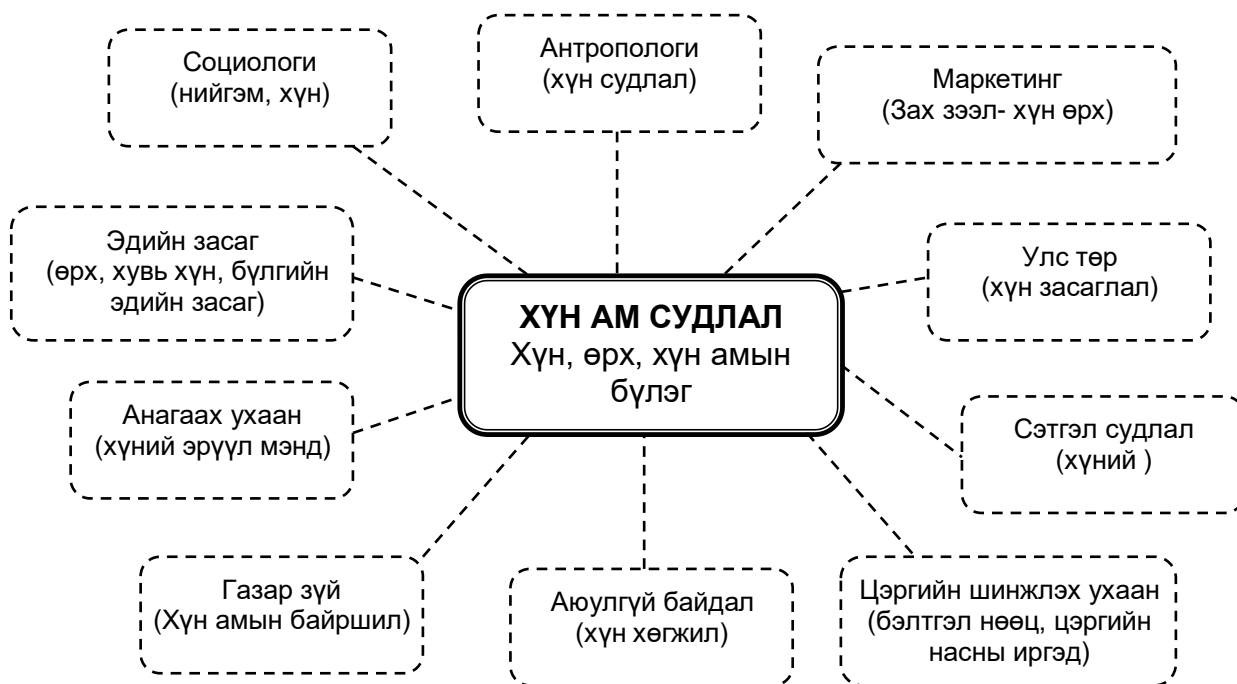 Социологи
(нийгэм, хүн)
Антропологи
(хүн судлал)
Маркетинг
(Зах зээл- хүн өрх)
Эдийн засаг
(өрх, хувь хүн, бүлгийн
эдийн засаг)
ХҮН АМ СУДЛАЛ
Хүн, өрх, хүн амын
бүлэг
Улс төр
(хүн засаглал)
Анагаах ухаан
(хүний эрүүл мэнд)
Сэтгэл судлал
(хүний )
Газар зүй
(Хүн амын байршил)
Аюулгүй байдал
(хүн хөгжил)
Цэргийн шинжлэх ухаан
(бэлтгэл нөөц, цэргийн
насны иргэд)